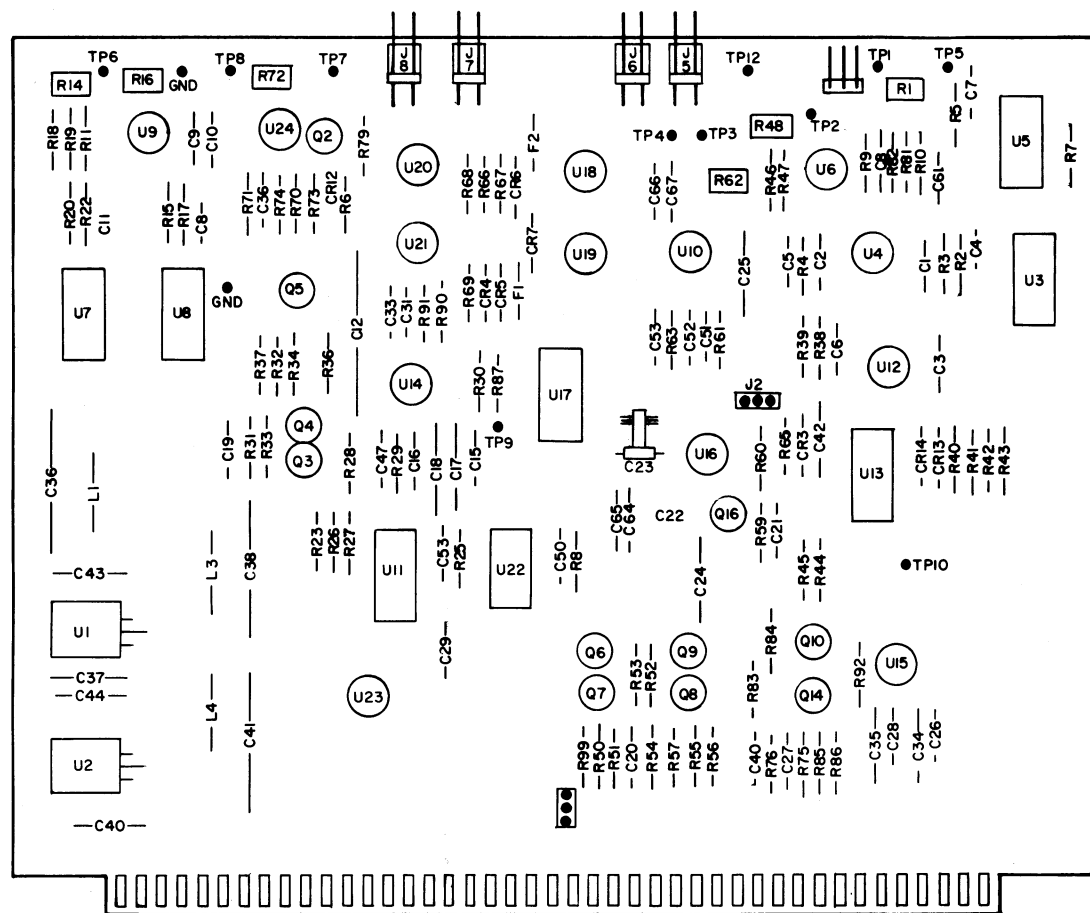 TP6
TP8
TP7
J8
J7
J6
J5
TP12
TP1
TP5
R14
R16
GND
R72
R1
R5
C7
U5
R7
R18
R19
R11
U9
C9
C10
U24
Q2
R79
U20
F2
U18
TP4
TP3
R48
TP2
U6
R9
C8
R82
R81
R10
C61
R68
R66
R67
CR6
C66
C67
R62
R46
R47
R20
R22
C11
R15
R17
C8
R71
C36
R74
R70
R73
CR12
R6
U21
CR7
U19
U10
C25
C5
R4
C2
U4
C1
R3
R2
C4
U3
U7
U8
GND
Q5
C12
C33
C31
R91
R90
R69
CR4
CR5
F1
C53
R63
C52
C51
R61
R39
R38
C6
U12
C3
R37
R32
R34
R36
U14
R30
R87
U17
J2
TP9
C36
L1
C19
R31
R33
Q4
Q3
R28
C47
R29
C16
C18
C17
C15
C23
U16
R60
R65
CR3
C42
U13
CR14
CR13
R40
R41
R42
R43
C65
C64
C22
Q16
R59
C21
L3
C38
R23
R26
R27
U11
C53
R25
U22
C50
R8
C24
R45
R44
TP10
C43
U1
C29
Q6
Q9
R84
Q10
R53
R52
R92
U15
C37
C44
L4
C41
U23
Q7
Q8
R83
Q14
U2
R99
R50
R51
C20
R54
R57
R55
R56
C40
R76
C27
R75
R85
R86
C35
C28
C34
C26
C40